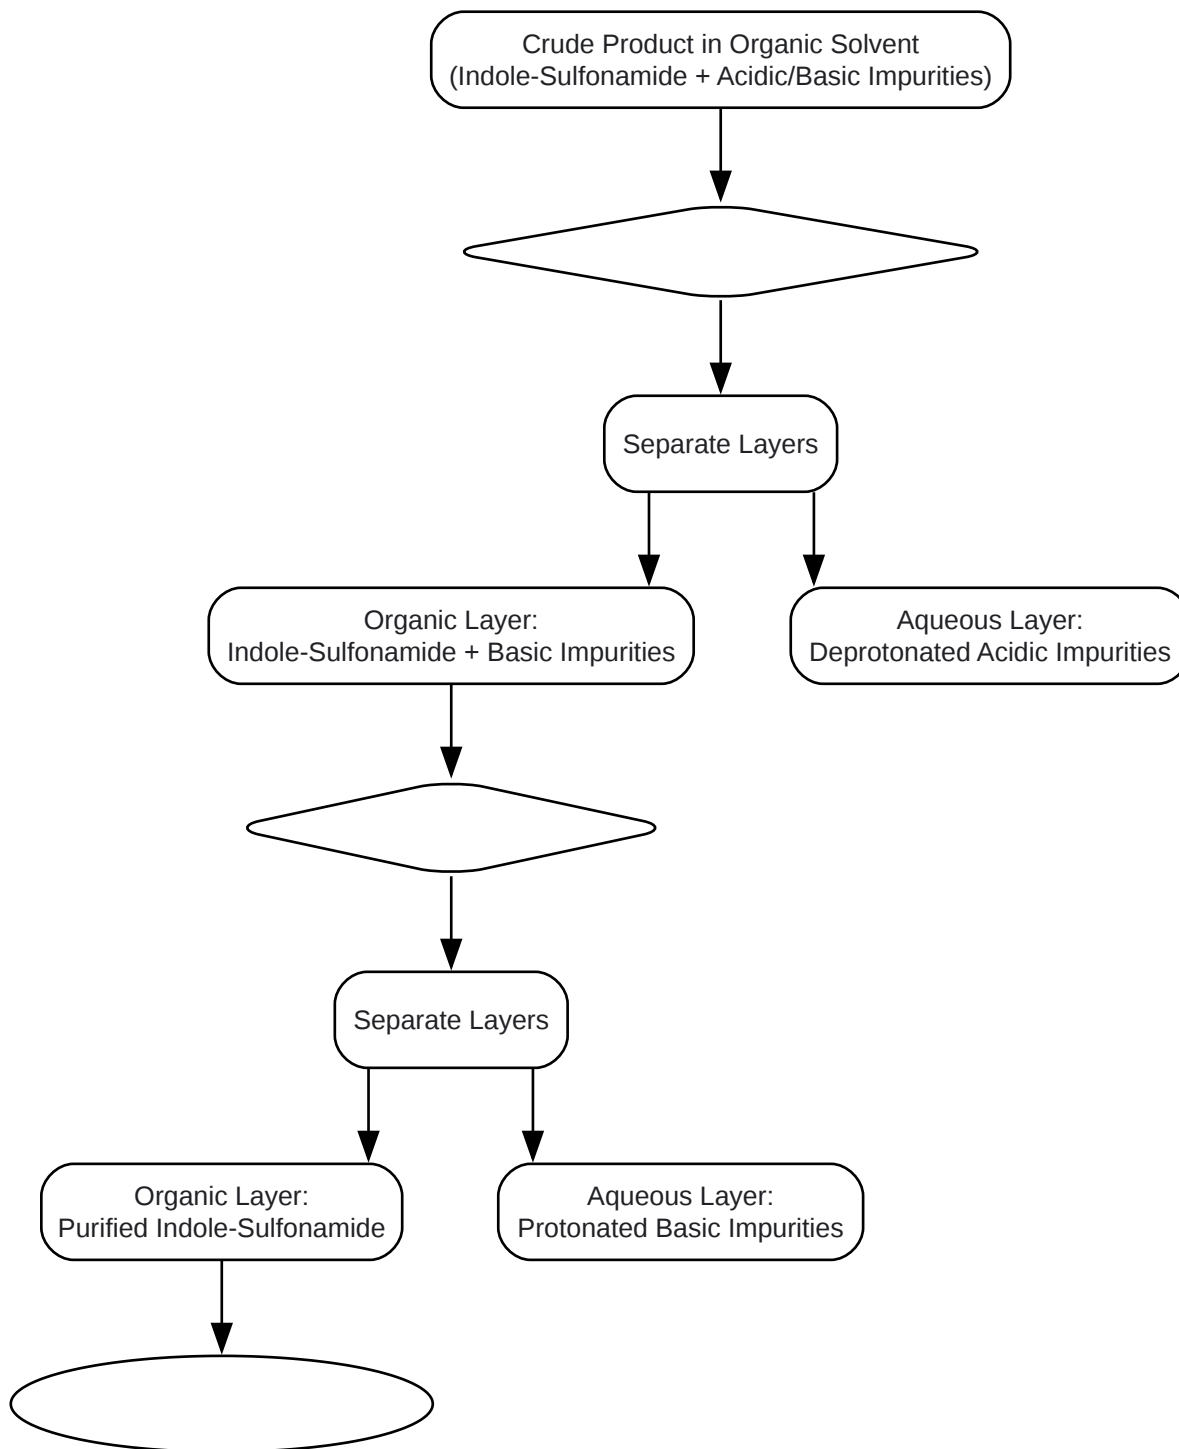 Crude Product in Organic Solvent
(Indole-Sulfonamide + Acidic/Basic Impurities)
Separate Layers
Organic Layer:
Indole-Sulfonamide + Basic Impurities
Aqueous Layer:
Deprotonated Acidic Impurities
Separate Layers
Organic Layer:
Purified Indole-Sulfonamide
Aqueous Layer:
Protonated Basic Impurities